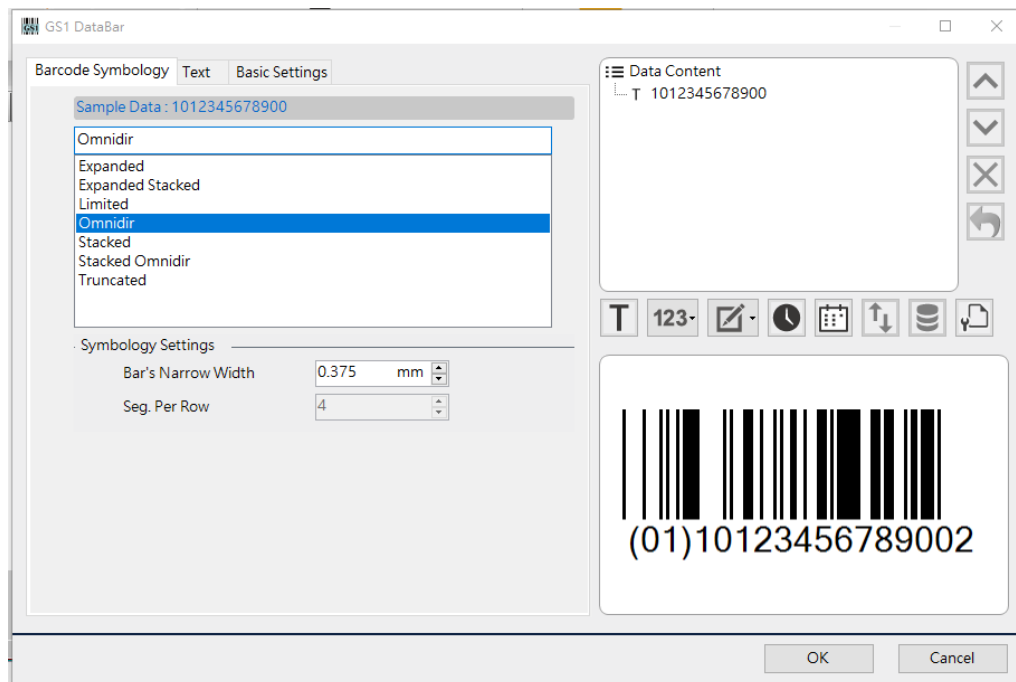 GS1 DataBar
Barcode Symbology
Text
Basic Settings
Sample Data : 1012345678900
Omnidir
Expanded
Expanded Stacked
Limited
Omnidir
Stacked
Stacked Omnidir
Truncated
Symbology Settings
Bar's Narrow Width
0.375 mm
Seg. Per Row
4
Data Content
T 1012345678900
T
123
(01)10123456789002
OK
Cancel